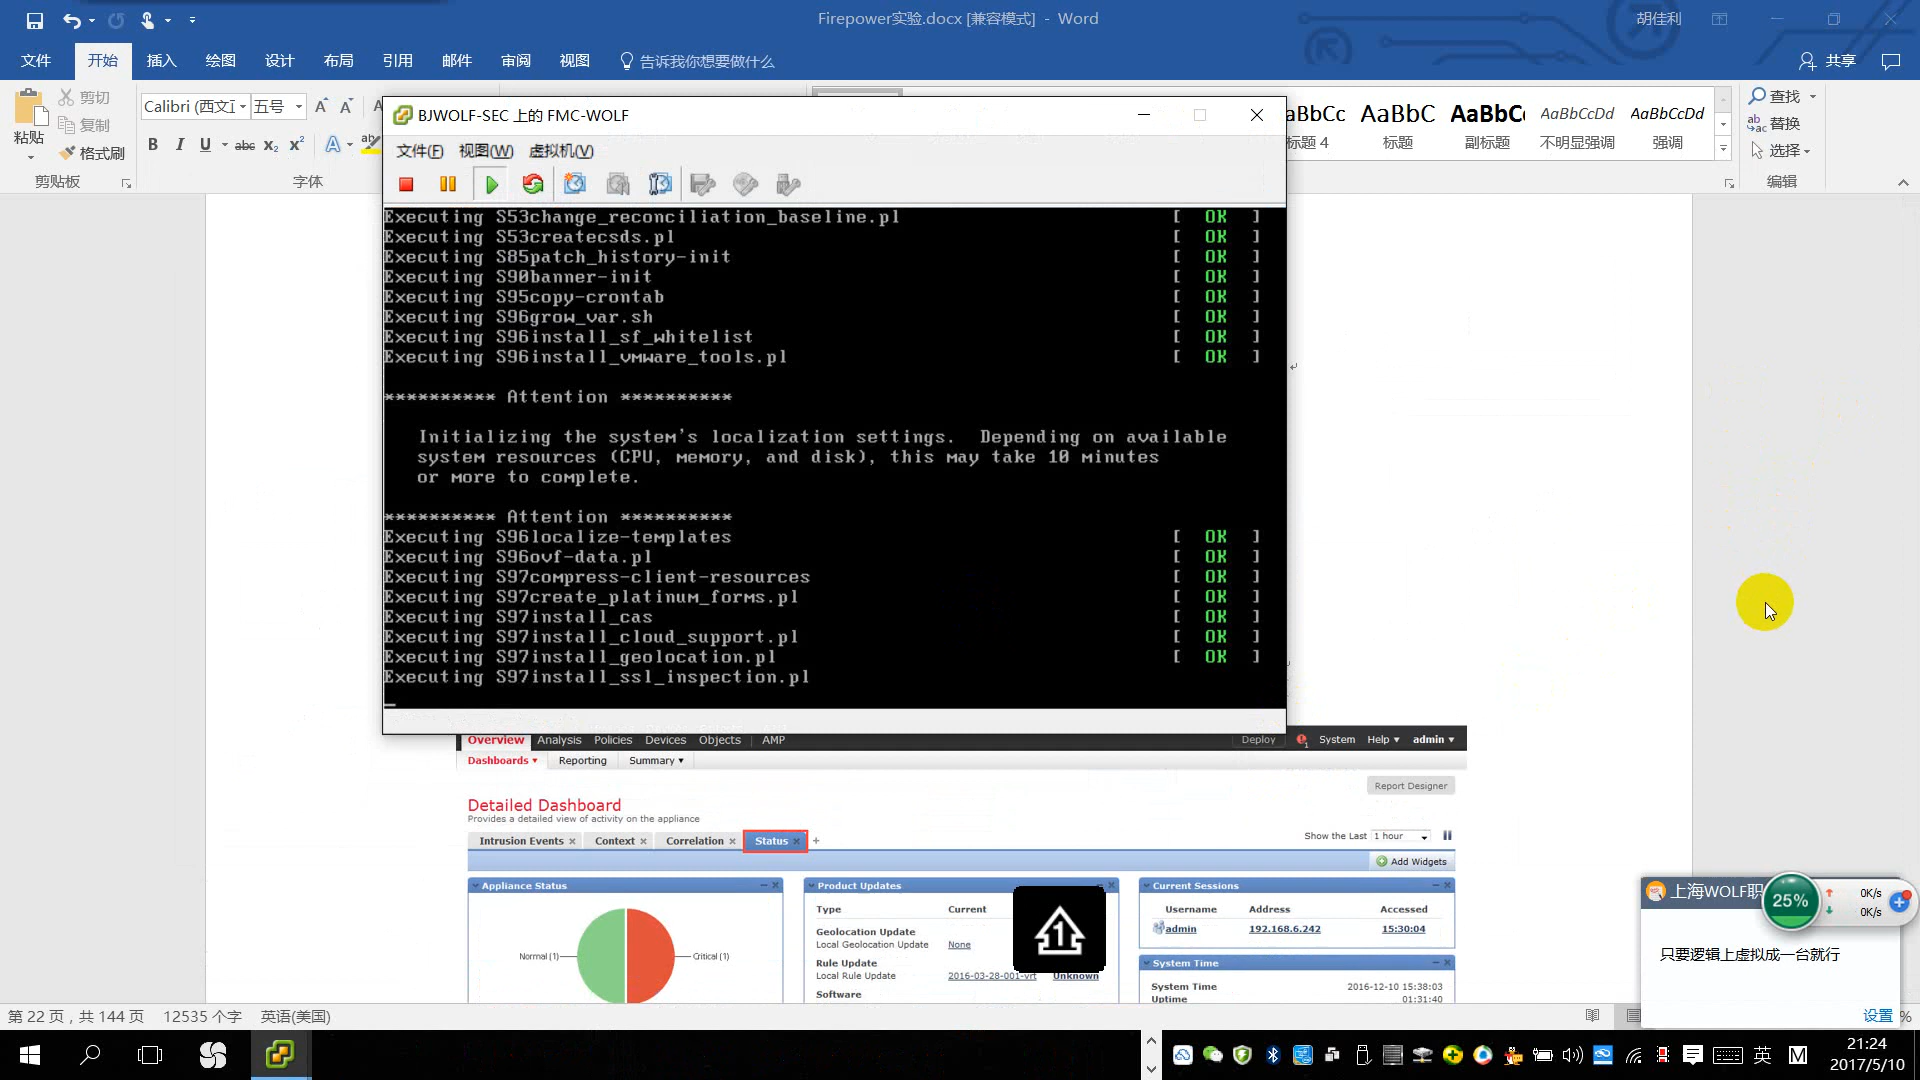 Firepower实验.docx [兼容模式] - Word
胡佳利
文件 开始 插入 绘图 设计 布局 引用 邮件 审阅 视图 告诉我你想要做什么
共享
粘贴 剪切
复制
格式刷
剪贴板
Calibri (西文正 五号
字体
标题 4 标题 副标题 不明显强调 强调
AaBbC AaBbCcDd AaBbCcDd
查找
替换
选择
编辑
BJWOLF-SEC 上的 FMC-WOLF
文件(F) 视图(W) 虚拟机(V)
Executing S53change_reconciliation_baseline.pl [ OK ]
Executing S53createcsds.pl [ OK ]
Executing S85patch_history-init [ OK ]
Executing S90banner-init [ OK ]
Executing S95copy-crontab [ OK ]
Executing S96grow_var.sh [ OK ]
Executing S96install_sf_whitelist [ OK ]
Executing S96install_vmware_tools.pl [ OK ]
********** Attention **********
Initializing the system's localization settings. Depending on available
system resources (CPU, memory, and disk), this may take 10 minutes
or more to complete.
********** Attention **********
Executing S96localize-templates [ OK ]
Executing S96ovf-data.pl [ OK ]
Executing S97compress-client-resources [ OK ]
Executing S97create_platinum_forms.pl [ OK ]
Executing S97install_cas [ OK ]
Executing S97install_cloud_support.pl [ OK ]
Executing S97install_geolocation.pl [ OK ]
Executing S97install_ssl_inspection.pl
Overview Analysis Policies Devices Objects AMP Deploy System Help admin
Dashboards Reporting Summary
Report Designer
Detailed Dashboard
Provides a detailed view of activity on the appliance
Intrusion Events Context Correlation Status
Show the Last 1 hour
Add Widgets
Appliance Status
Normal (1) Critical (1)
Product Updates
Type Current
Geolocation Update
Local Geolocation Update None
Rule Update
Local Rule Update 2016-03-28-001-vrt Unknown
Software
Current Sessions
Username Address Accessed
admin 192.168.6.242 15:30:04
System Time
System Time 2016-12-10 15:38:03
Uptime 01:31:40
上海WOLF职
25%
0K/s
0K/s
只要逻辑上虚拟成一台就行
设置
第 22 页，共 144 页 12535 个字 英语(美国)
%
英
21:24
2017/5/10